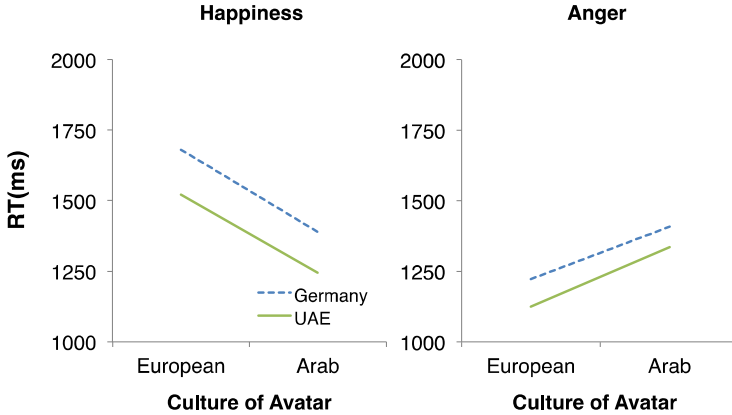 Happiness
Anger
RT(ms)
2000
1750
1500
1250
1000
Germany
UAE
European
Arab
Culture of Avatar
2000
1750
1500
1250
1000
European
Arab
Culture of Avatar